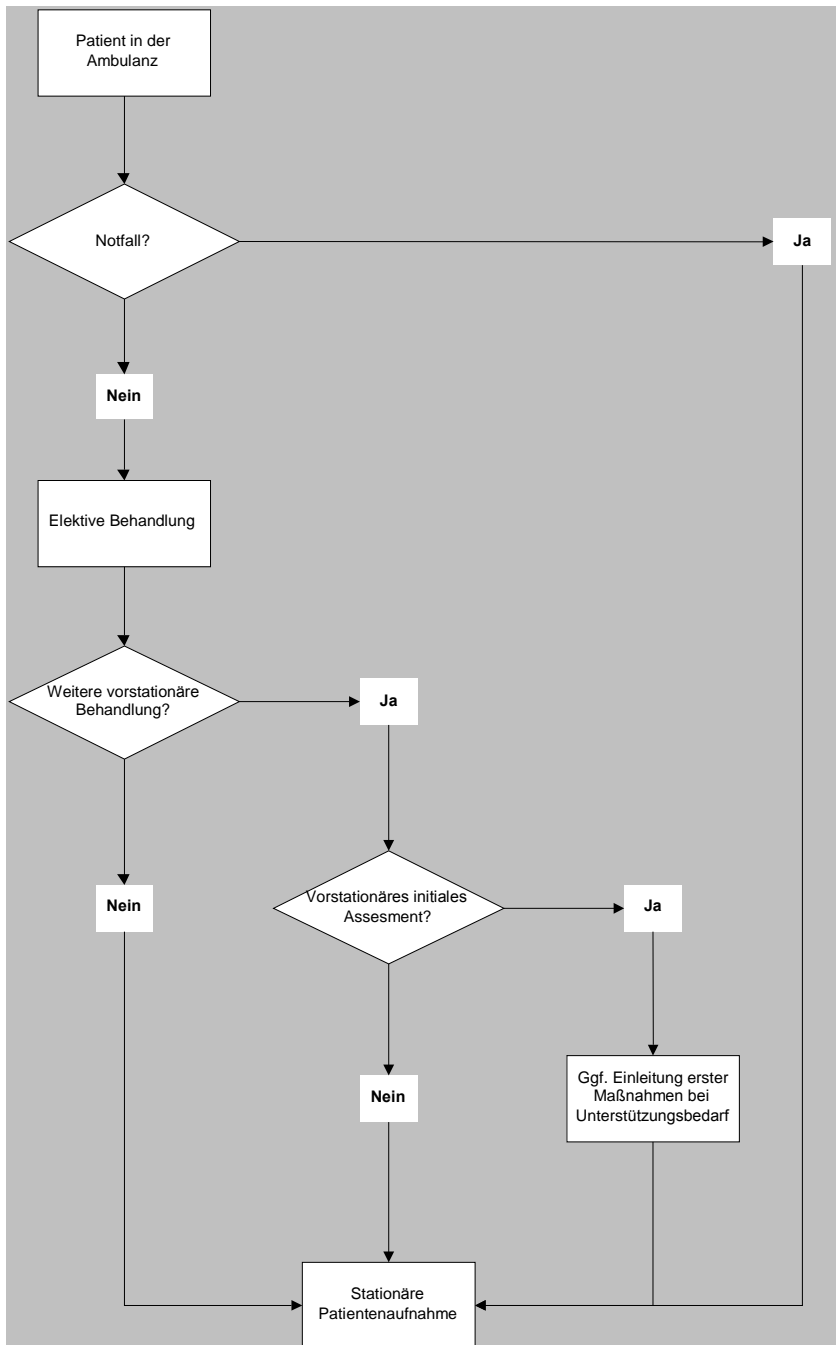 Patient in der
Ambulanz
Notfall?
Ja
Nein
Elektive Behandlung
Weitere vorstationäre
Behandlung?
Ja
Nein
Vorstationäres initiales
Assesment?
Ja
Nein
Ggf. Einleitung erster
Maßnahmen bei
Unterstützungsbedarf
Stationäre
Patientenaufnahme